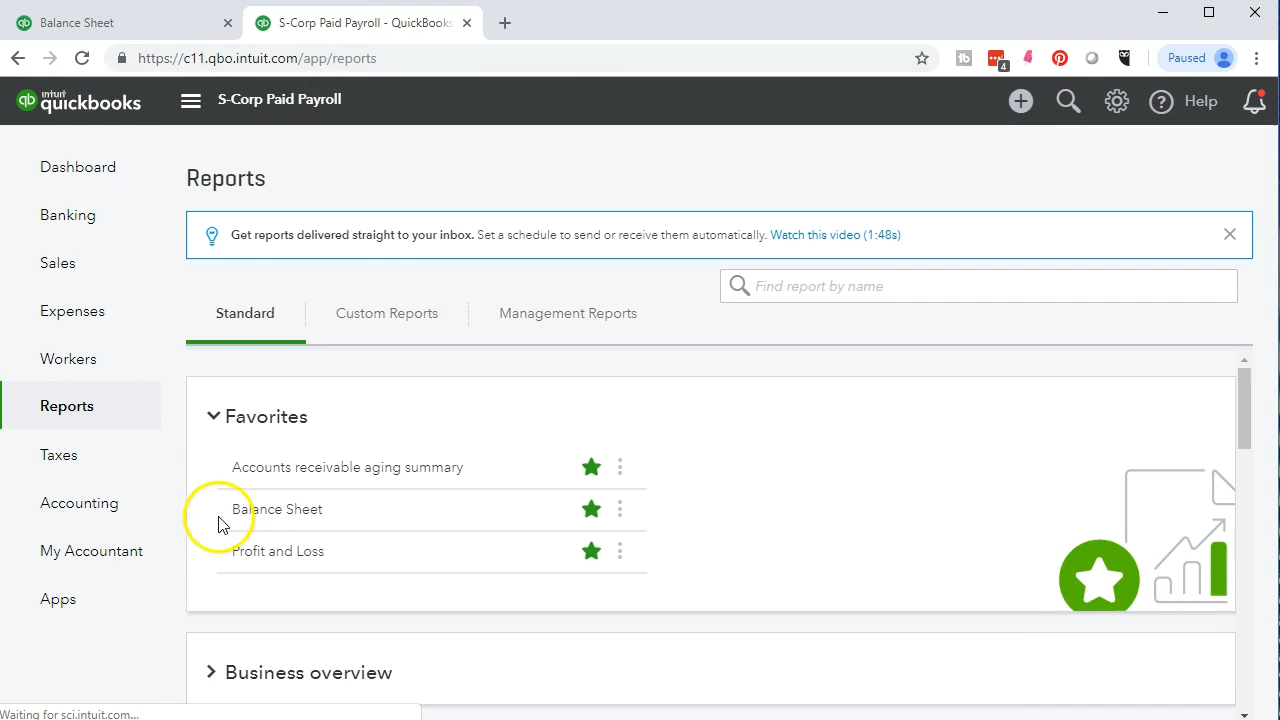 Balance Sheet
S-Corp Paid Payroll - QuickBooks
https://c11.qbo.intuit.com/app/reports
4
Paused
intuit quickbooks
S-Corp Paid Payroll
Help
Dashboard
Banking
Sales
Expenses
Workers
Reports
Taxes
Accounting
My Accountant
Apps
Reports
Get reports delivered straight to your inbox. Set a schedule to send or receive them automatically. Watch this video (1:48s)
Find report by name
Standard
Custom Reports
Management Reports
Favorites
Accounts receivable aging summary
Balance Sheet
Profit and Loss
Business overview
Waiting for sci.intuit.com...